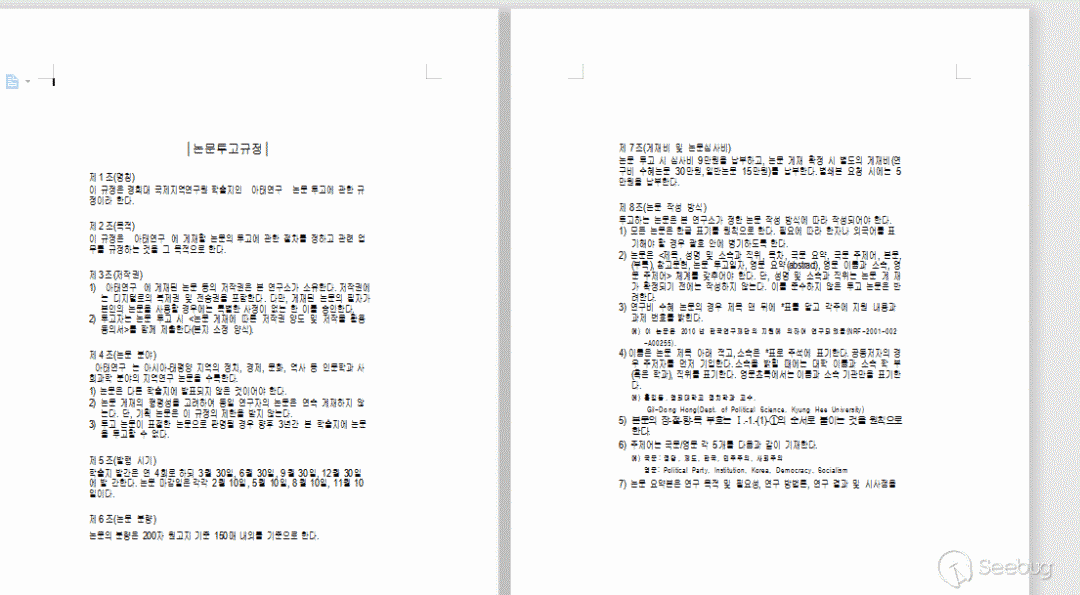 |논문투고규정|
제 1 조(명칭)
이 규정은 경희대 국제지역연구원 학술지인 아태연구 논문 투고에 관한 규
정이라 한다.
제 2 조(목적)
이 규정은 아태연구 에 게재할 논문의 투고에 관한 절차를 정하고 관련 업
무를 규정하는 것을 그 목적으로 한다.
제 3 조(저작권)
1) 아태연구 에 게재된 논문 등의 저작권은 본 연구소가 소유한다. 저작권에
는 디지털로의 복제권 및 전송권을 포함한다. 다만, 게재된 논문의 필자가
본인의 논문을 사용할 경우에는 특별한 사정이 없는 한 이를 승인한다.
2) 투고자는 논문 투고 시 <논문 게재에 따른 저작권 양도 및 저작물 활용
동의서>를 함께 제출한다(본지 소정 양식).
제 4 조(논문 분야)
아태연구 는 아시아-태평양 지역의 정치, 경제, 문화, 역사 등 인문학과 사
회과학 분야의 지역연구 논문을 수록한다.
1) 논문은 다른 학술지에 발표되지 않은 것이어야 한다.
2) 논문 게재의 형평성을 고려하여 동일 연구자의 논문은 연속 게재하지 않
는다. 단, 기획 논문은 이 규정의 제한을 받지 않는다.
3) 투고 논문이 표절한 논문으로 판명될 경우 향후 3년간 본 학술지에 논문
을 투고할 수 없다.
제 5 조(발행 시기)
학술지 발간은 연 4회로 하되 3월 30일, 6월 30일, 9월 30일, 12월 30일
에 발 간한다. 논문 마감일은 각각 2월 10일, 5월 10일, 8월 10일, 11월 10
일이다.
제 6 조(논문 분량)
논문의 분량은 200자 원고지 기준 150매 내외를 기준으로 한다.
제 7 조(게재비 및 논문심사비)
논문 투고 시 심사비 9만원을 납부하고, 논문 게재 확정 시 별도의 게재비(연
구비 수혜논문 30만원, 일반논문 15만원)를 납부한다. 별쇄본 요청 시에는 5
만원을 납부한다.
제 8조(논문 작성 방식)
투고하는 논문은 본 연구소가 정한 논문 작성 방식에 따라 작성되어야 한다.
1) 모든 논문은 한글 표기를 원칙으로 한다. 필요에 따라 한자나 외국어를 표
기해야 할 경우 괄호 안에 병기하도록 한다.
2) 논문은 <제목, 성명 및 소속과 직위, 목차, 국문 요약, 국문 주제어, 본문,
(부록), 참고문헌, 논문 투고일자, 영문 요약(abstract), 영문 이름과 소속, 영
문 주제어> 체계를 갖추어야 한다. 단, 성명 및 소속과 직위는 논문 게 재
가 확정되기 전에는 작성하지 않는다. 이를 준수하지 않은 투고 논문은 반
려한다.
3) 연구비 수혜 논문의 경우 제목 맨 뒤에 *표를 달고 각주에 지원 내용과
과제 번호를 밝힌다.
예) 이 논문은 2010 년 한국연구재단의 지원에 의하여 연구되었음(NRF-2001-002
-A00255).
4) 이름은 논문 제목 아래 적고, 소속은 *표로 주석에 표기한다. 공동저자의 경
우 주저자를 먼저 기입한다. 소속을 밝힐 때에는 대학 이름과 소속 학 부
(혹은 학과), 직위를 표기한다. 영문초록에서는 이름과 소속 기관만을 표기한
다.
예) 홍길동. 경희대학교 정치학과 교수.
Gil-Dong Hong(Dept. of Political Science, Kyung Hee University)
5) 본문의 장·절·항·목 부호는 Ⅰ.-1.-(1)-①의 순서로 붙이는 것을 원칙으로
한다.
6) 주제어는 국문/영문 각 5개를 다음과 같이 기재한다.
예) 국문: 정당, 제도, 한국, 민주주의, 사회주의
영문: Political Party, Institution, Korea, Democracy, Socialism
7) 논문 요약본은 연구 목적 및 필요성, 연구 방법론, 연구 결과 및 시사점을
Seebug